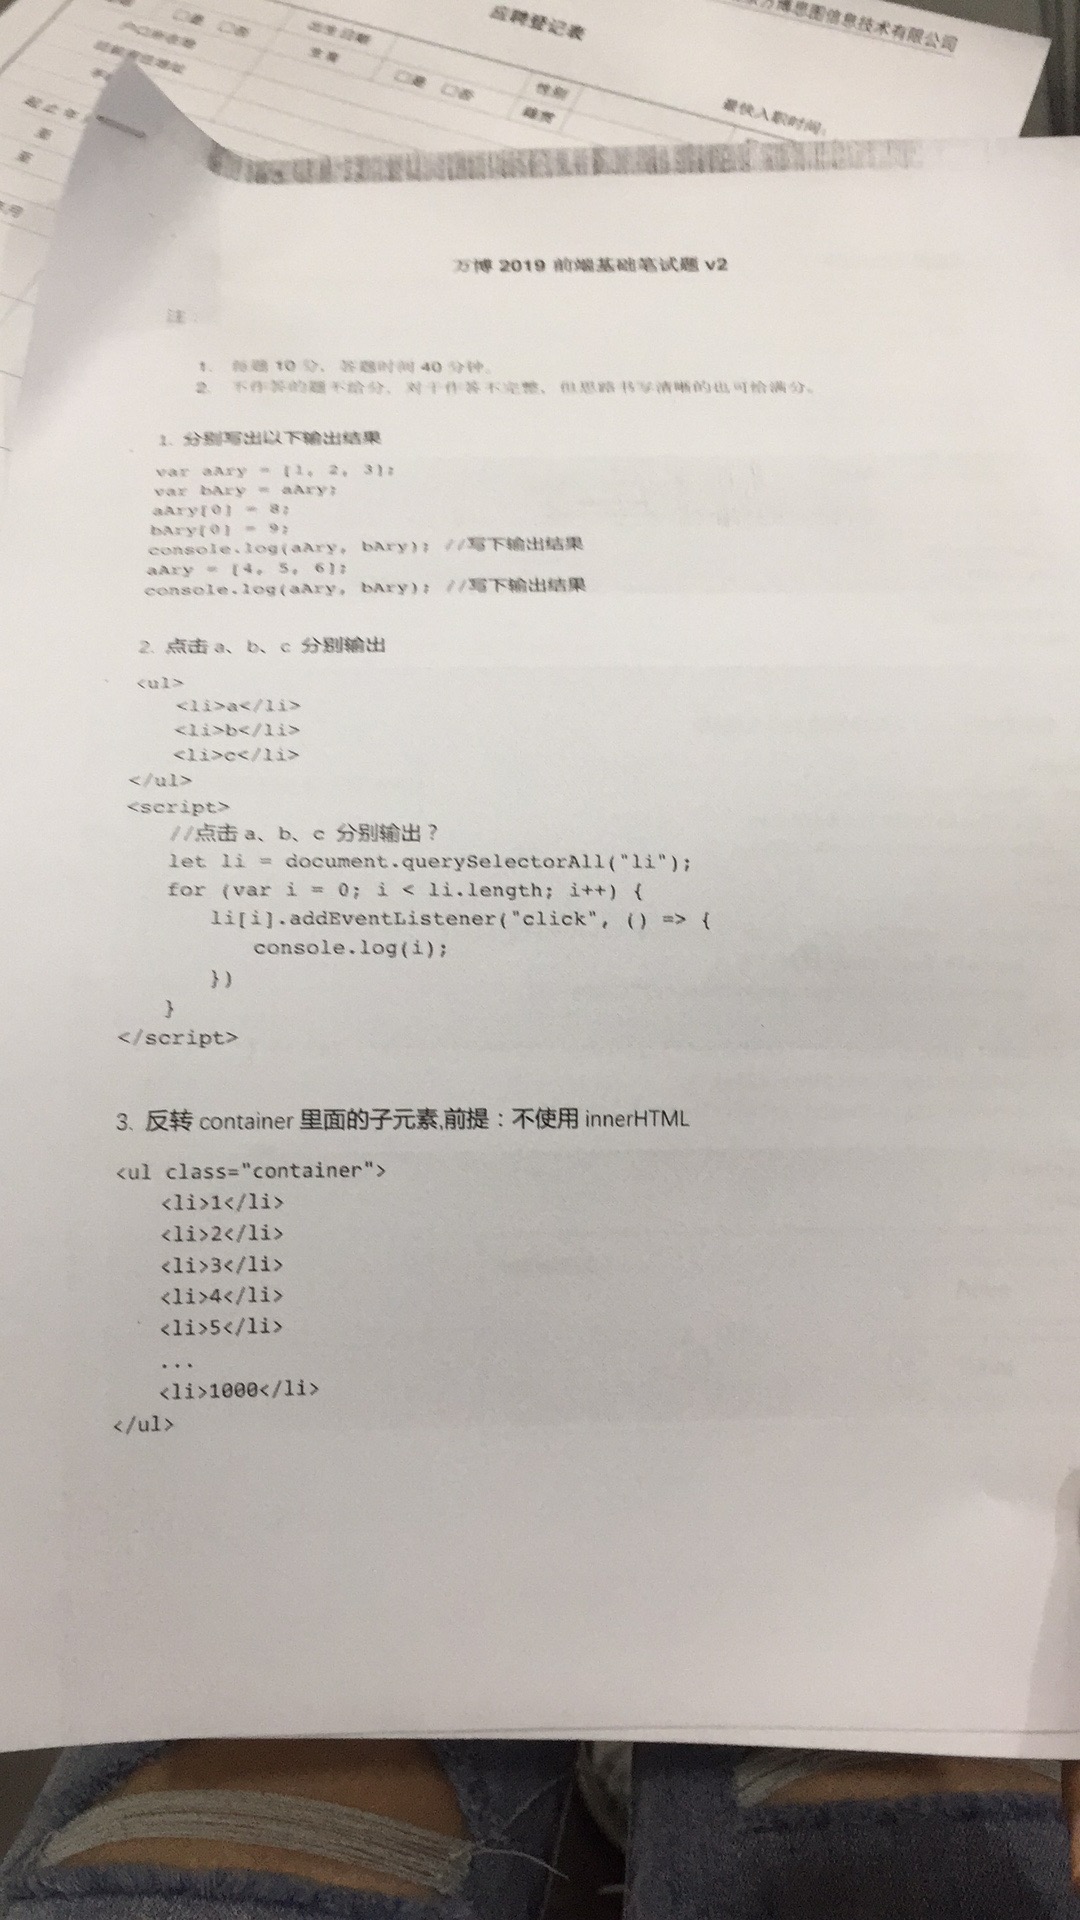 应聘登记表
博思图信息技术有限公司
□是 □否
出生日期
□是 □否
性别
最快入职时间：
起止年
至
至
万博 2019 前端基础笔试题 v2
注：
1. 每题 10 分，答题时间 40 分钟。
2. 不作答的题不给分，对于作答不完整、但思路书写清晰的也可给满分。
1. 分别写出以下输出结果
var aAry = [1, 2, 3];
var bAry = aAry;
aAry[0] = 8;
bAry[0] = 9;
console.log(aAry, bAry); //写下输出结果
aAry = [4, 5, 6];
console.log(aAry, bAry); //写下输出结果
2. 点击 a、b、c 分别输出
<ul>
<li>a</li>
<li>b</li>
<li>c</li>
</ul>
<script>
//点击 a、b、c 分别输出？
let li = document.querySelectorAll("li");
for (var i = 0; i < li.length; i++) {
li[i].addEventListener("click", () => {
console.log(i);
})
}
</script>
3. 反转 container 里面的子元素,前提：不使用 innerHTML
<ul class="container">
<li>1</li>
<li>2</li>
<li>3</li>
<li>4</li>
<li>5</li>
...
<li>1000</li>
</ul>